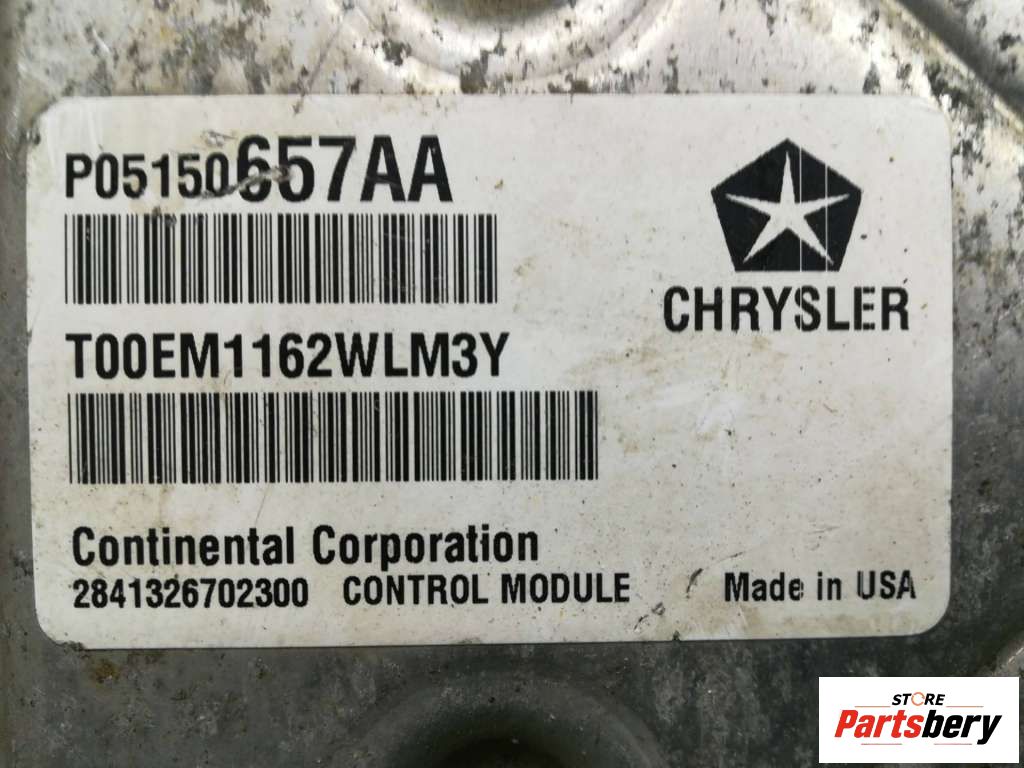 P05150657AA
CHRYSLER
T00EM1162WLM3Y
Continental Corporation
2841326702300 CONTROL MODULE Made in USA
STORE
Partsbery